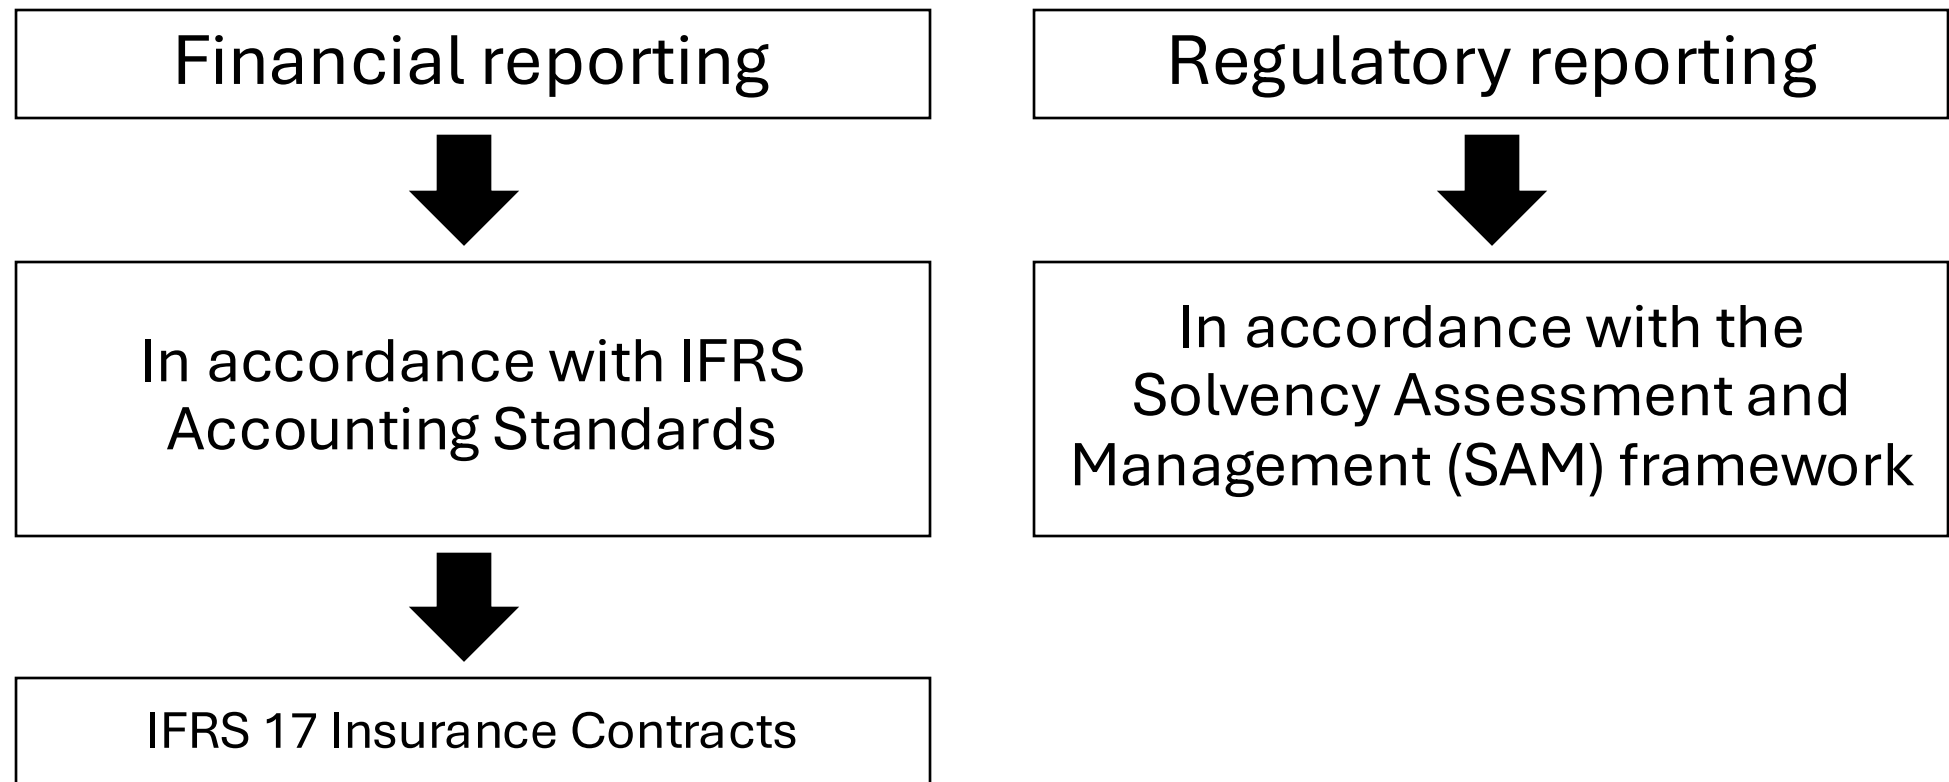 Financial reporting
Regulatory reporting
In accordance with IFRS
Accounting Standards
In accordance with the
Solvency Assessment and
Management (SAM) framework
IFRS 17 Insurance Contracts